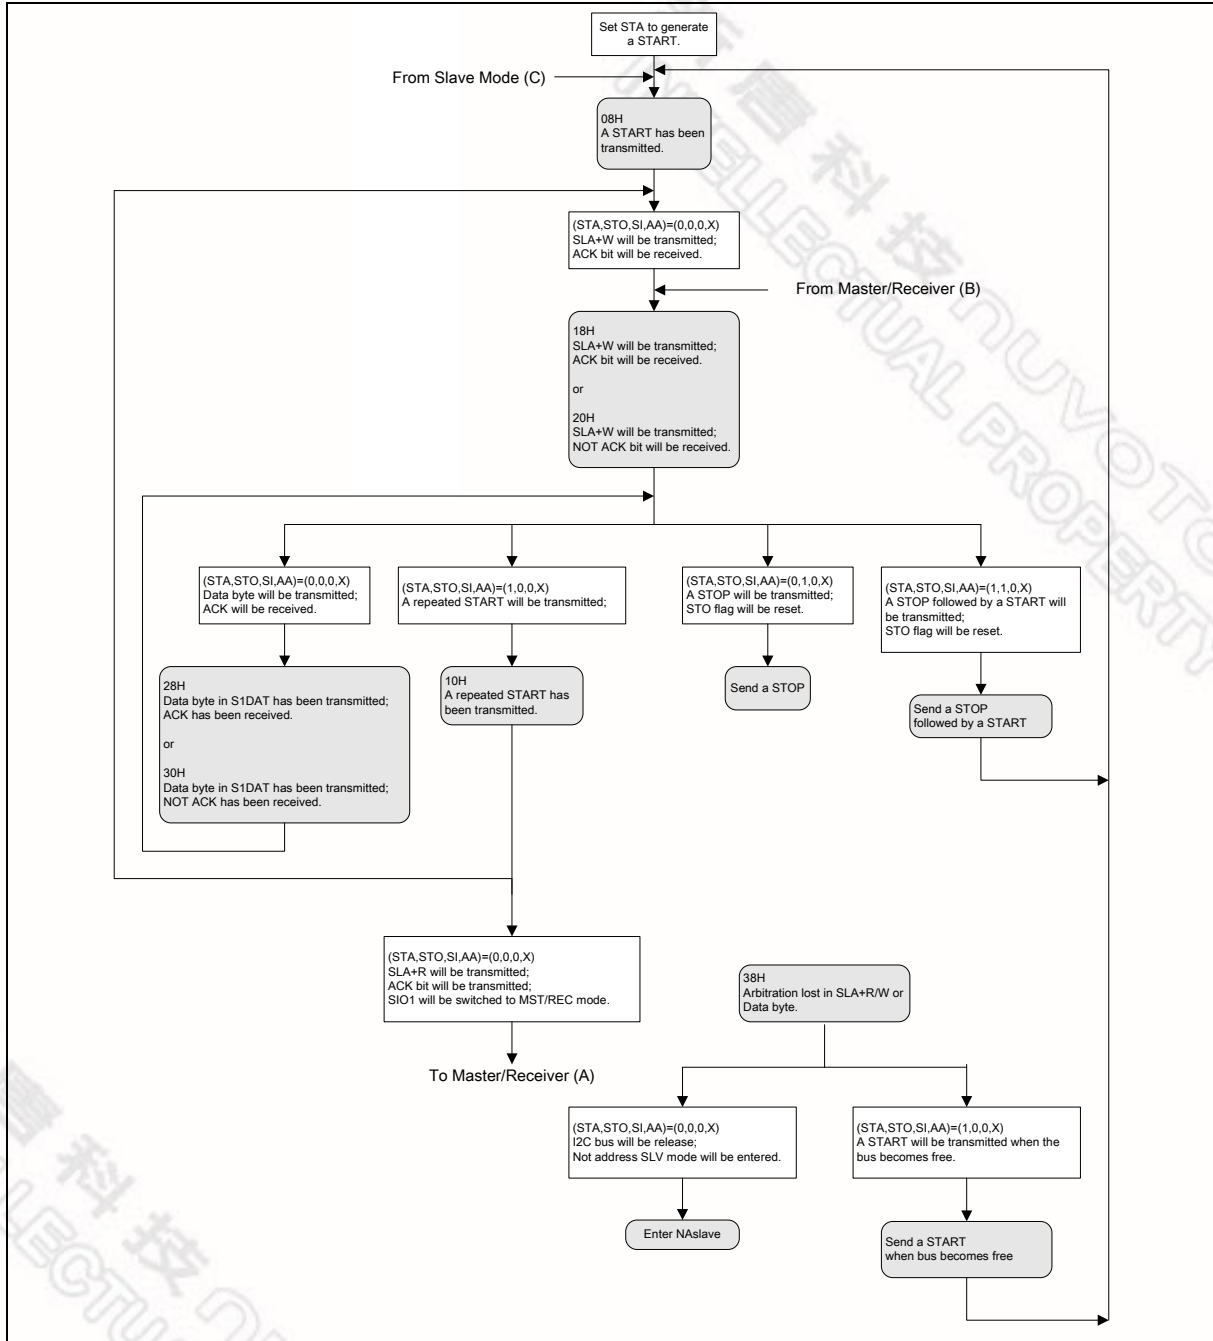 Set STA to generate
a START.
From Slave Mode (C)
08H
A START has been
transmitted.
(STA,STO,SI,AA)=(0,0,0,X)
SLA+W will be transmitted;
ACK bit will be received.
From Master/Receiver (B)
18H
SLA+W will be transmitted;
ACK bit will be received.
or
20H
SLA+W will be transmitted;
NOT ACK bit will be received.
(STA,STO,SI,AA)=(0,0,0,X)
Data byte will be transmitted;
ACK will be received.
(STA,STO,SI,AA)=(1,0,0,X)
A repeated START will be transmitted;
(STA,STO,SI,AA)=(0,1,0,X)
A STOP will be transmitted;
STO flag will be reset.
(STA,STO,SI,AA)=(1,1,0,X)
A STOP followed by a START will
be transmitted;
STO flag will be reset.
28H
Data byte in S1DAT has been transmitted;
ACK has been received.
or
30H
Data byte in S1DAT has been transmitted;
NOT ACK has been received.
10H
A repeated START has
been transmitted.
Send a STOP
Send a STOP
followed by a START
(STA,STO,SI,AA)=(0,0,0,X)
SLA+R will be transmitted;
ACK bit will be transmitted;
SIO1 will be switched to MST/REC mode.
To Master/Receiver (A)
38H
Arbitration lost in SLA+R/W or
Data byte.
(STA,STO,SI,AA)=(0,0,0,X)
I2C bus will be release;
Not address SLV mode will be entered.
(STA,STO,SI,AA)=(1,0,0,X)
A START will be transmitted when the
bus becomes free.
Enter NAslave
Send a START
when bus becomes free
科技 nuvoTo
LLECTUAL PROPERTY